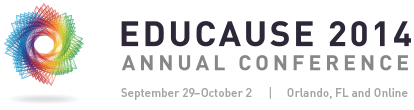 EDUCAUSE 2014
ANNUAL CONFERENCE
September 29–October 2 | Orlando, FL and Online